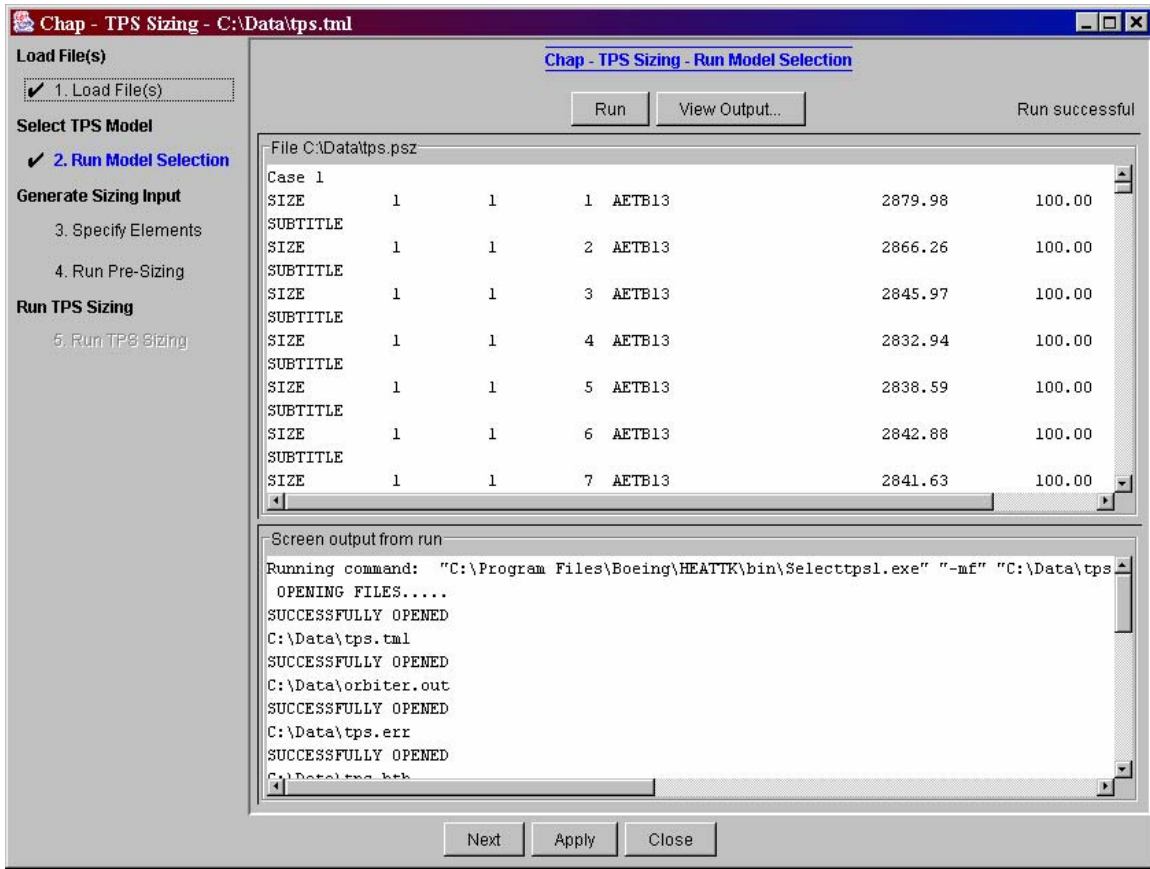 Chap - TPS Sizing - C:\Data\tps.tml
Load File(s)
1. Load File(s)
Select TPS Model
2. Run Model Selection
Generate Sizing Input
3. Specify Elements
4. Run Pre-Sizing
Run TPS Sizing
5. Run TPS Sizing
Chap - TPS Sizing - Run Model Selection
Run View Output... Run successful
File C:\Data\tps.psz
Case 1
SIZE 1 1 1 AETB13 2879.98 100.00
SUBTITLE
SIZE 1 1 2 AETB13 2866.26 100.00
SUBTITLE
SIZE 1 1 3 AETB13 2845.97 100.00
SUBTITLE
SIZE 1 1 4 AETB13 2832.94 100.00
SUBTITLE
SIZE 1 1 5 AETB13 2838.59 100.00
SUBTITLE
SIZE 1 1 6 AETB13 2842.88 100.00
SUBTITLE
SIZE 1 1 7 AETB13 2841.63 100.00
Screen output from run
Running command: "C:\Program Files\Boeing\HEATTK\bin\Selecttpsl.exe" "-mf" "C:\Data\tps
OPENING FILES.....
SUCCESSFULLY OPENED
C:\Data\tps.tml
SUCCESSFULLY OPENED
C:\Data\orbiter.out
SUCCESSFULLY OPENED
C:\Data\tps.err
SUCCESSFULLY OPENED
Next Apply Close